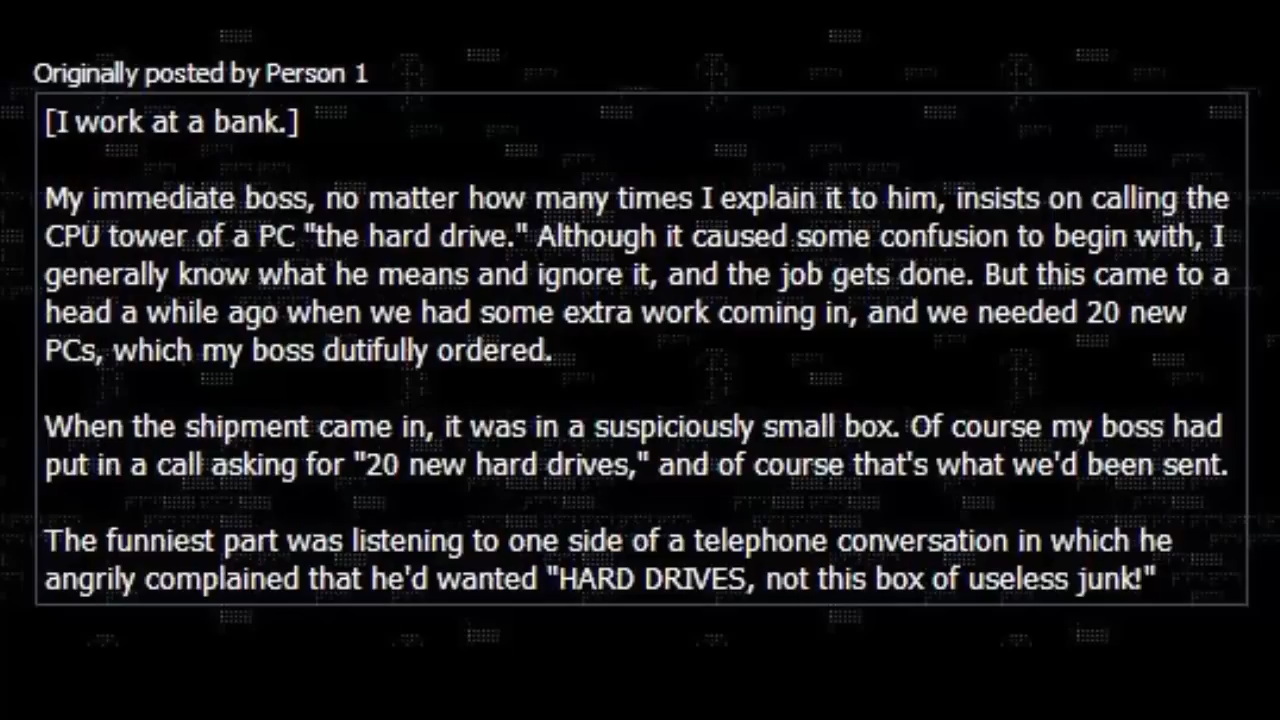 Originally posted by Person 1
[I work at a bank.]
My immediate boss, no matter how many times I explain it to him, insists on calling the
CPU tower of a PC "the hard drive." Although it caused some confusion to begin with, I
generally know what he means and ignore it, and the job gets done. But this came to a
head a while ago when we had some extra work coming in, and we needed 20 new
PCs, which my boss dutifully ordered.
When the shipment came in, it was in a suspiciously small box. Of course my boss had
put in a call asking for "20 new hard drives," and of course that's what we'd been sent.
The funniest part was listening to one side of a telephone conversation in which he
angrily complained that he'd wanted "HARD DRIVES, not this box of useless junk!"